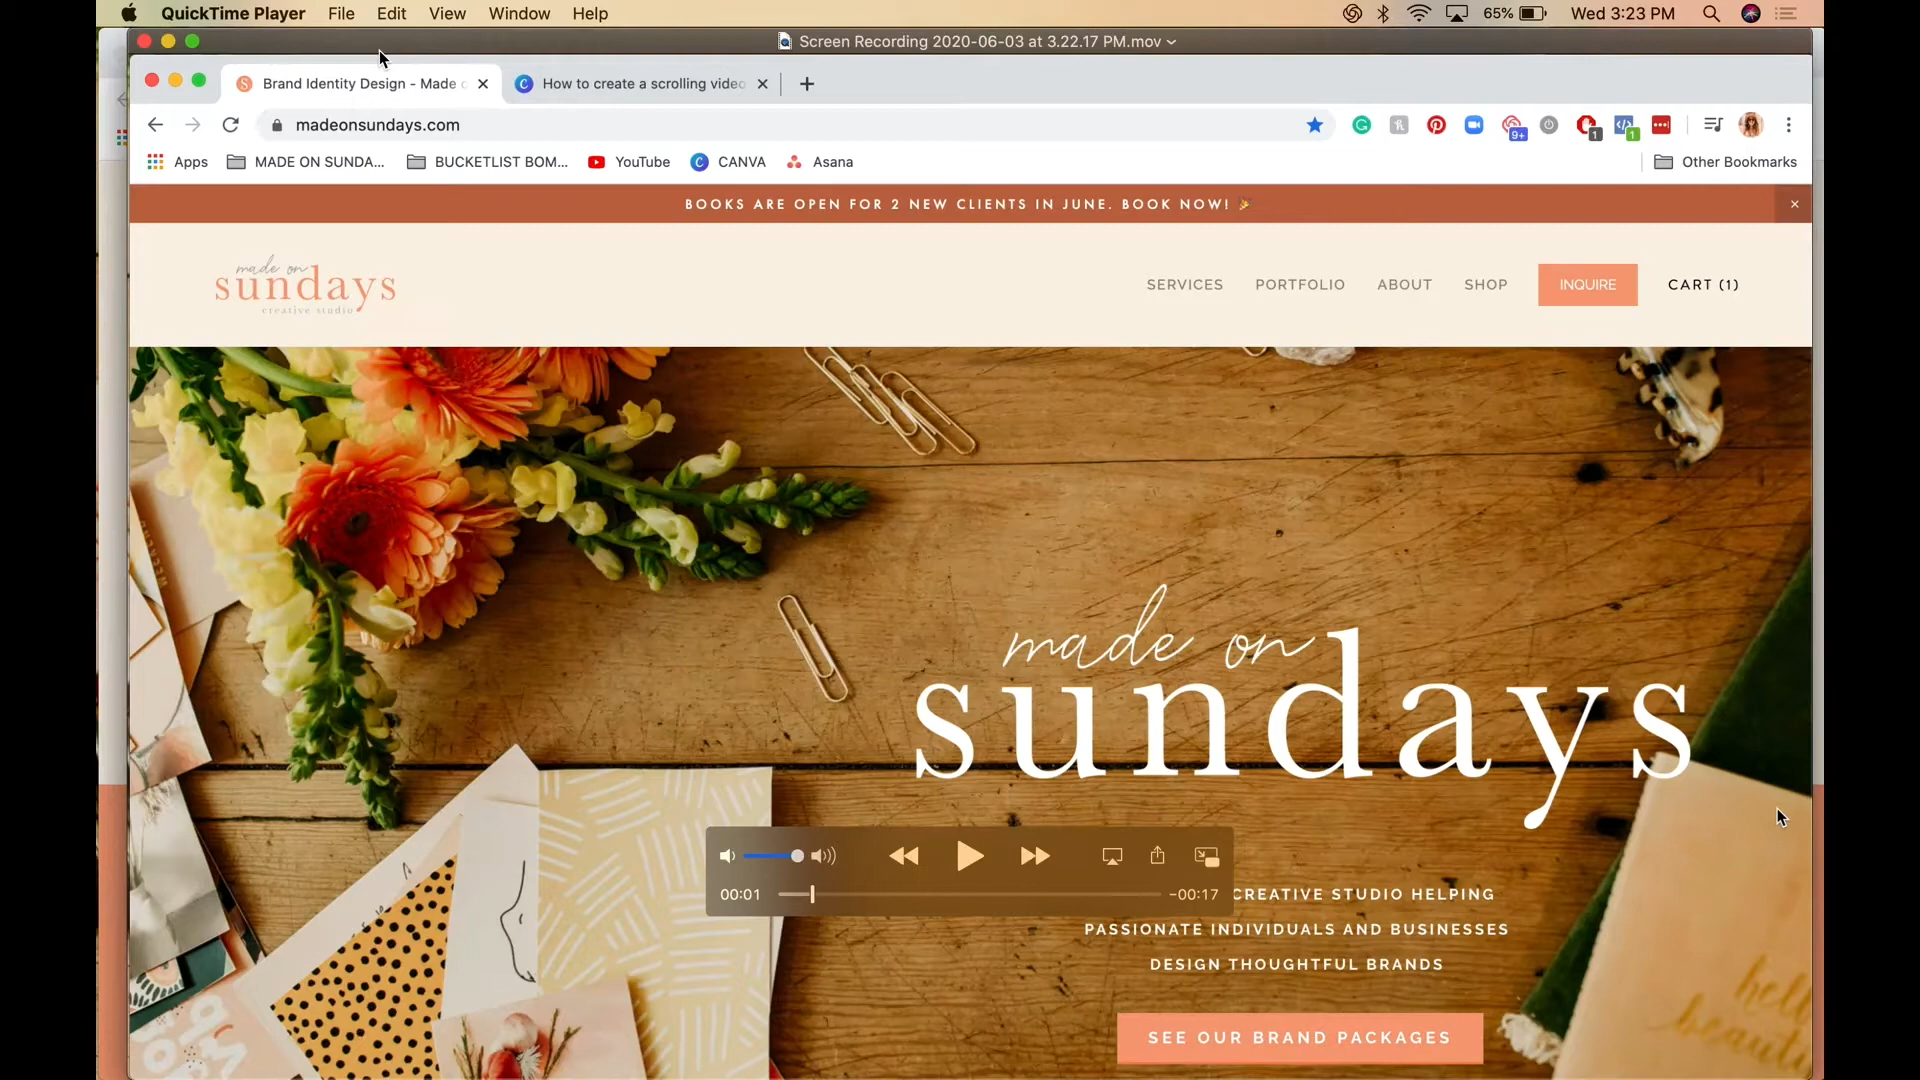 QuickTime Player File Edit View Window Help 65% Wed 3:23 PM
Screen Recording 2020-06-03 at 3.22.17 PM.mov
Brand Identity Design - Made How to create a scrolling video
madeonsundays.com 9+ 1 1
Apps MADE ON SUNDA... BUCKETLIST BOM... YouTube CANVA Asana Other Bookmarks
BOOKS ARE OPEN FOR 2 NEW CLIENTS IN JUNE. BOOK NOW! 🎉
made on
sundays
creative studio
SERVICES PORTFOLIO ABOUT SHOP INQUIRE CART (1)
made on
sundays
00:01 -00:17
CREATIVE STUDIO HELPING
PASSIONATE INDIVIDUALS AND BUSINESSES
DESIGN THOUGHTFUL BRANDS
SEE OUR BRAND PACKAGES